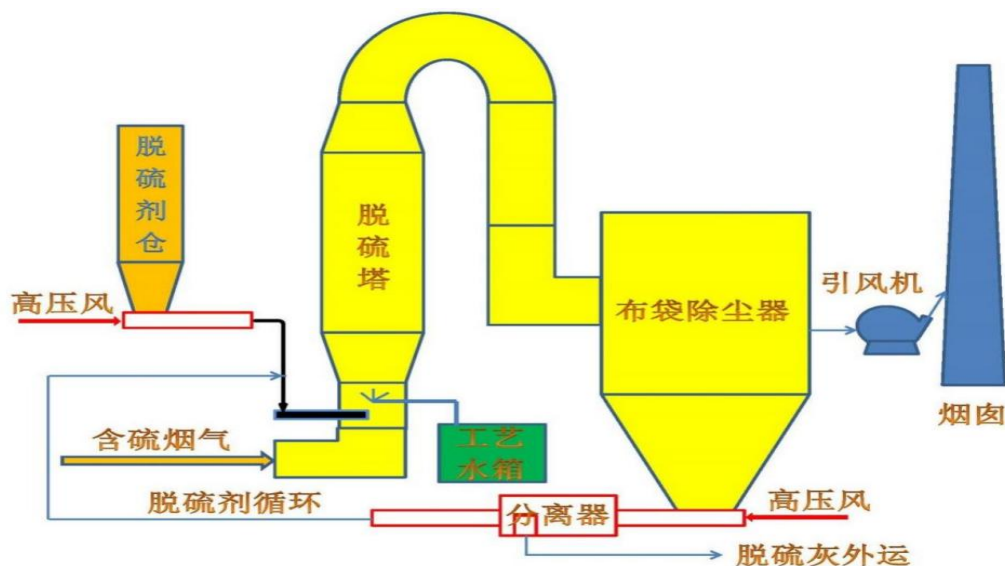 脱硫剂仓
高压风
脱硫塔
布袋除尘器
引风机
烟囱
含硫烟气
工艺
水箱
脱硫剂循环
分离器
高压风
脱硫灰外运